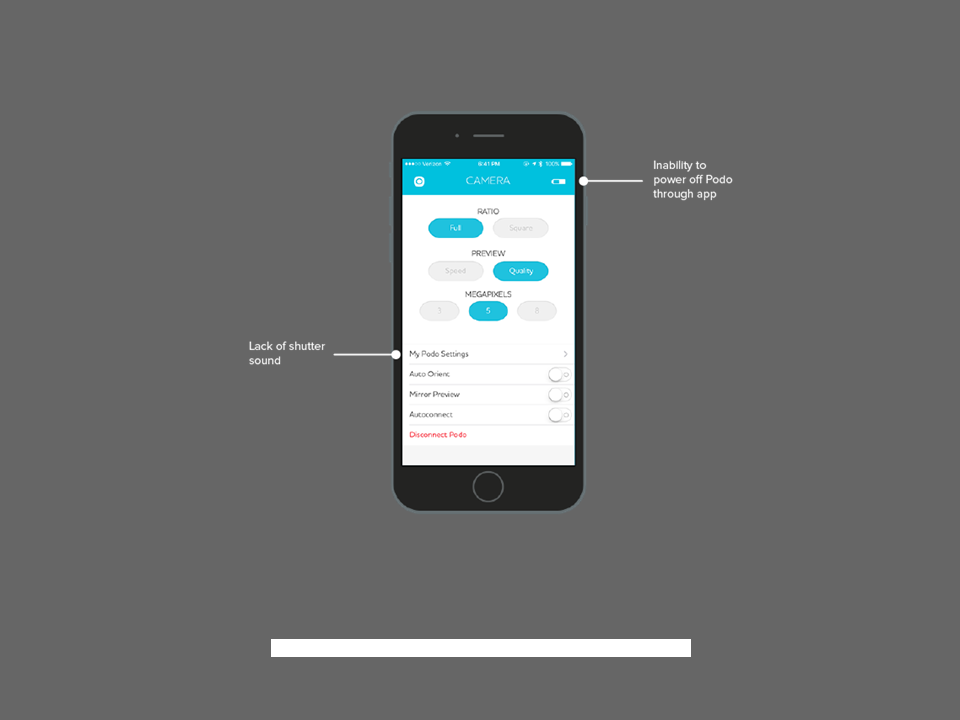 Verizon 6:41 PM 100%
CAMERA
Inability to
power off Podo
through app
RATIO
Full Square
PREVIEW
Speed Quality
MEGAPIXELS
3 5 8
Lack of shutter
sound
My Podo Settings
Auto Orient
Mirror Preview
Autoconnect
Disconnect Podo